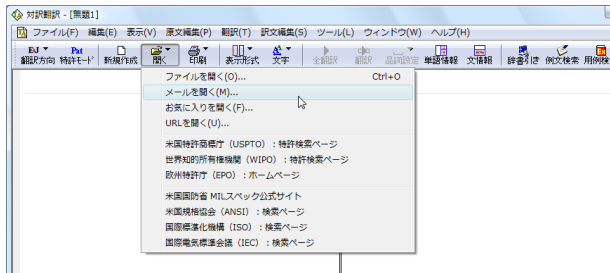 対訳翻訳 - [無題1]
ファイル(F) 編集(E) 表示(V) 原文編集(P) 翻訳(T) 訳文編集(S) ツール(L) ウィンドウ(W) ヘルプ(H)
EJ Pat
翻訳方向 特許モード 新規作成 開く 印刷 表示形式 文字 全翻訳 翻訳 品詞設定 単語情報 文情報 辞書引き 例文検索 用例検
ファイルを開く(O)... Ctrl+O
メールを開く(M)...
お気に入りを開く(F)...
URLを開く(U)...
米国特許商標庁（USPTO）：特許検索ページ
世界知的所有権機関（WIPO）：特許検索ページ
欧州特許庁（EPO）：ホームページ
米国国防省 MILスペック公式サイト
米国規格協会（ANSI）：検索ページ
国際標準化機構（ISO）：検索ページ
国際電気標準会議（IEC）：検索ページ